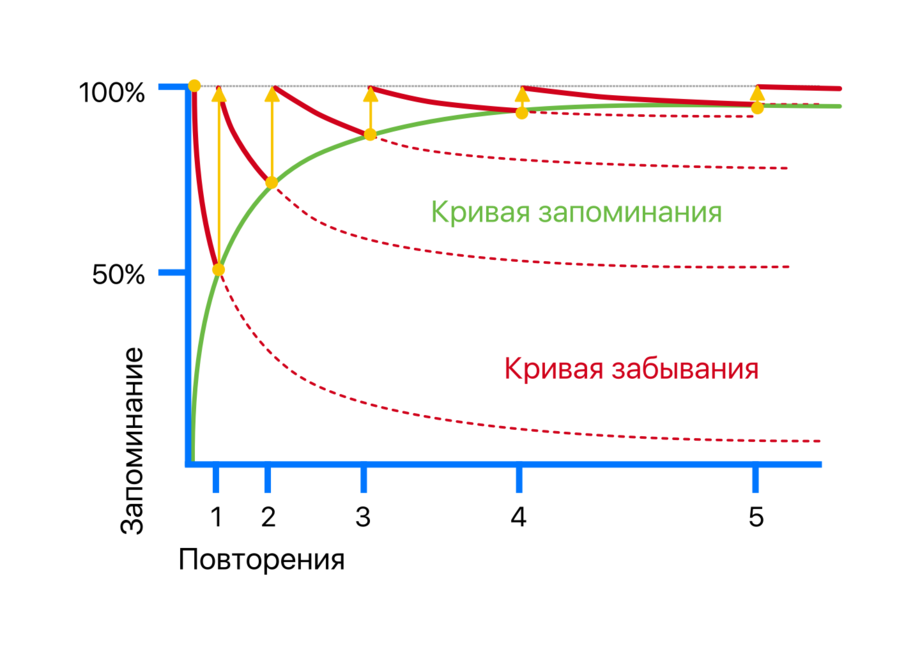 100%
Кривая запоминания
50%
Кривая забывания
Запоминание
1 2 3 4 5
Повторения